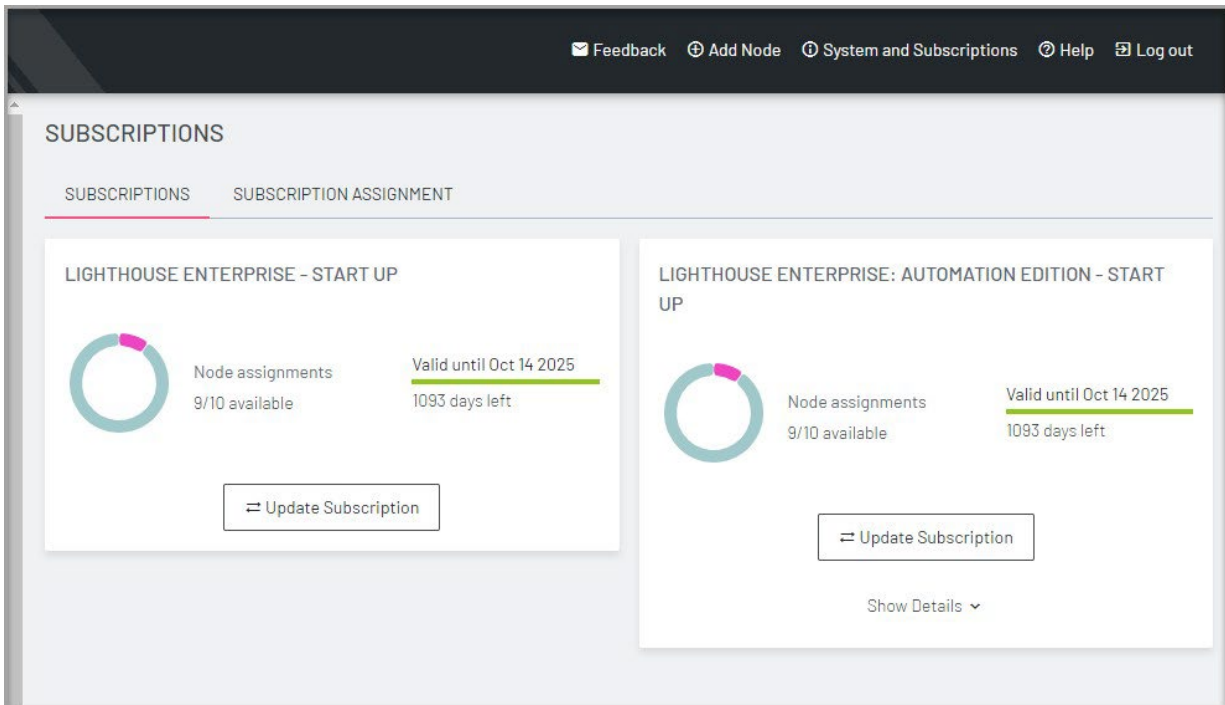 Feedback Add Node System and Subscriptions Help Log out
SUBSCRIPTIONS
SUBSCRIPTIONS SUBSCRIPTION ASSIGNMENT
LIGHTHOUSE ENTERPRISE - START UP
Node assignments
9/10 available
Valid until Oct 14 2025
1093 days left
Update Subscription
LIGHTHOUSE ENTERPRISE: AUTOMATION EDITION - START
UP
Node assignments
9/10 available
Valid until Oct 14 2025
1093 days left
Update Subscription
Show Details